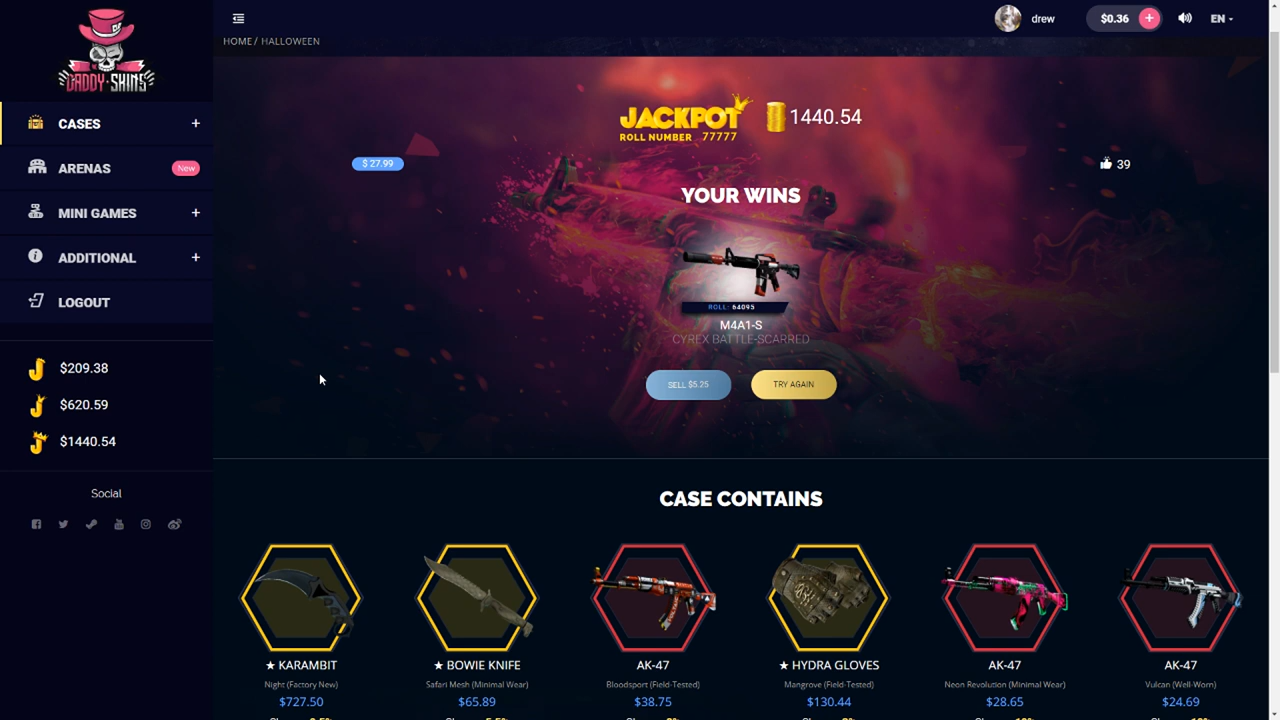 DADDY SKINS
drew
$0.36
EN
HOME / HALLOWEEN
CASES
ARENAS
New
MINI GAMES
ADDITIONAL
LOGOUT
$209.38
$620.59
$1440.54
Social
JACKPOT
ROLL NUMBER 77777
1440.54
$ 27.99
39
YOUR WINS
ROLL: 64095
M4A1-S
CYREX BATTLE-SCARRED
SELL $5.25
TRY AGAIN
CASE CONTAINS
★ KARAMBIT
Night (Factory New)
$727.50
★ BOWIE KNIFE
Safari Mesh (Minimal Wear)
$65.89
AK-47
Bloodsport (Field-Tested)
$38.75
★ HYDRA GLOVES
Mangrove (Field-Tested)
$130.44
AK-47
Neon Revolution (Minimal Wear)
$28.65
AK-47
Vulcan (Well-Worn)
$24.69